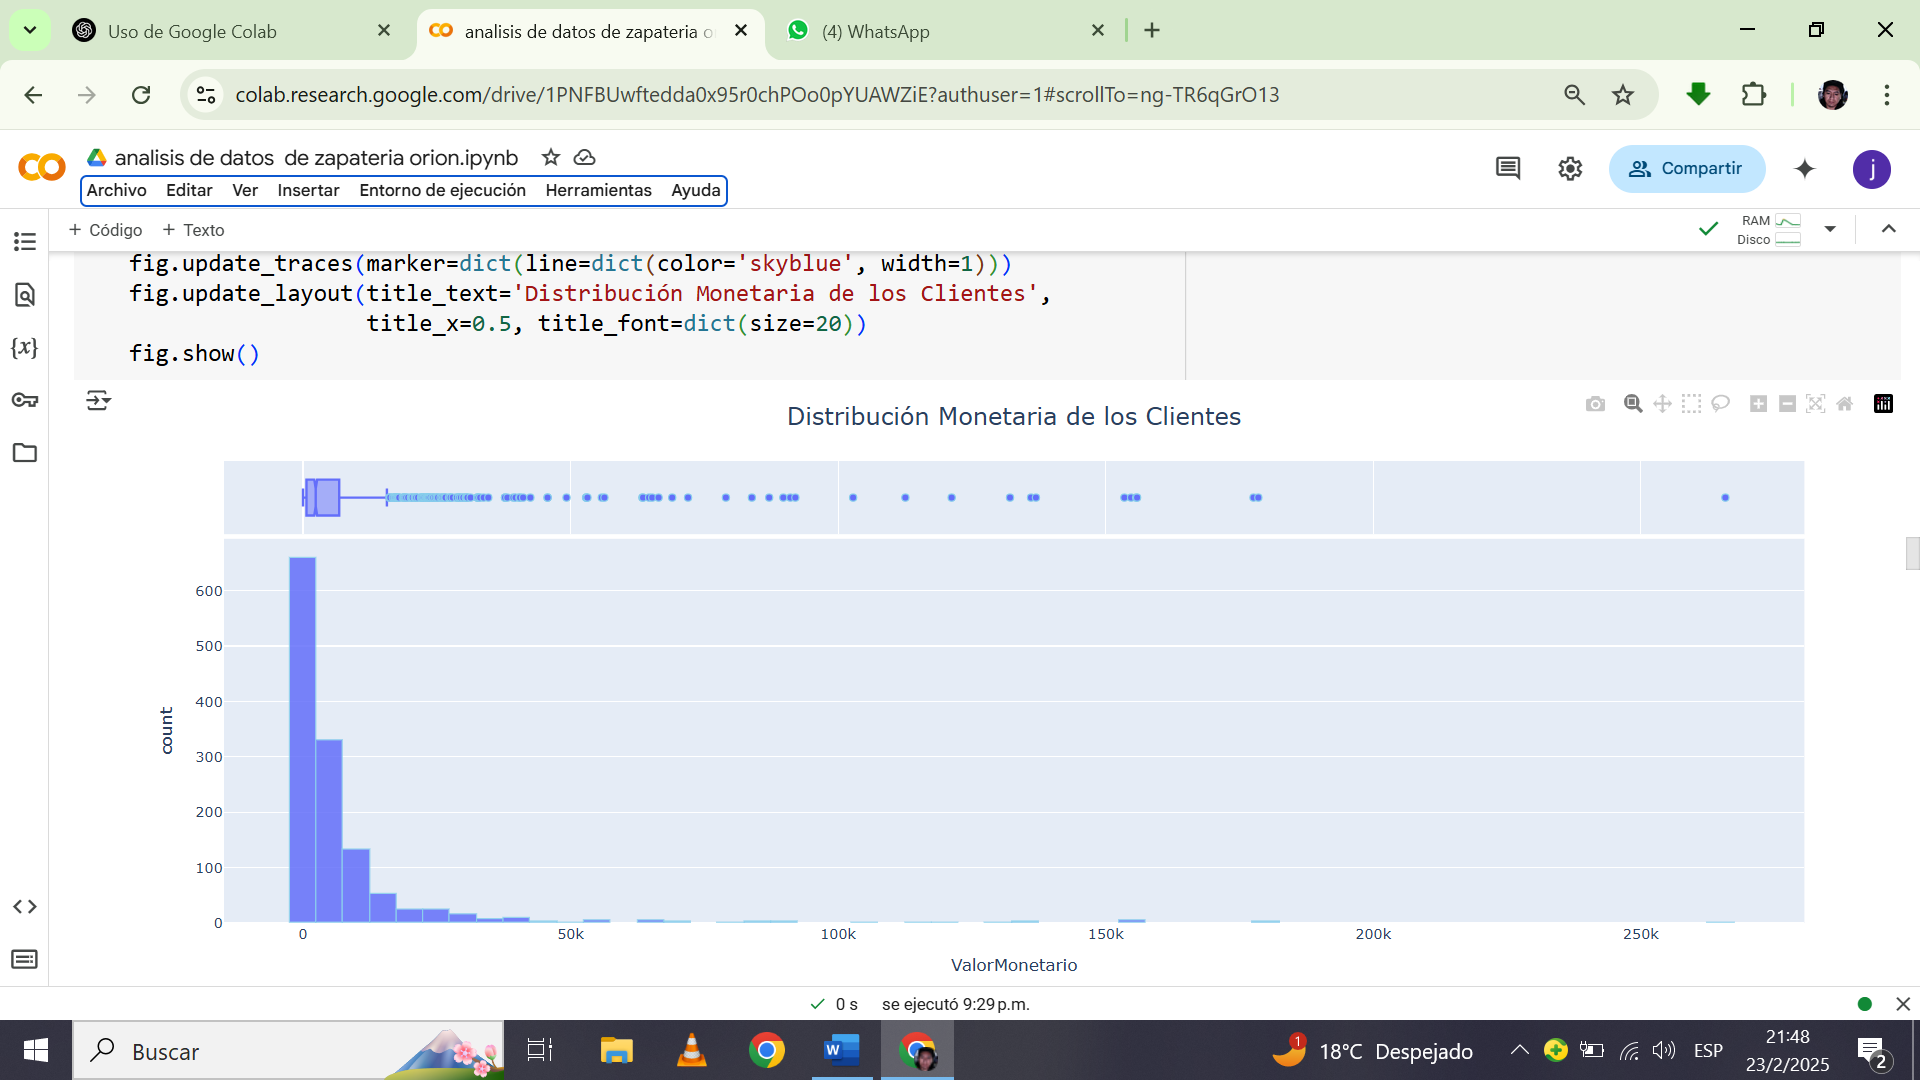 Uso de Google Colab
analisis de datos de zapateria o
(4) WhatsApp
colab.research.google.com/drive/1PNFBUwftedda0x95r0chPOo0pYUAWZiE?authuser=1#scrollTo=ng-TR6qGrO13
analisis de datos  de zapateria orion.ipynb
Archivo Editar Ver Insertar Entorno de ejecución Herramientas Ayuda
Compartir
j
+ Código + Texto
RAM
Disco
fig.update_traces(marker=dict(line=dict(color='skyblue', width=1)))
fig.update_layout(title_text='Distribución Monetaria de los Clientes',
title_x=0.5, title_font=dict(size=20))
fig.show()
{x}
Distribución Monetaria de los Clientes
600
500
400
300
200
100
0
count
0 50k 100k 150k 200k 250k
ValorMonetario
0 s se ejecutó 9:29 p.m.
Buscar
W
1
18°C Despejado
ESP
21:48
23/2/2025
2